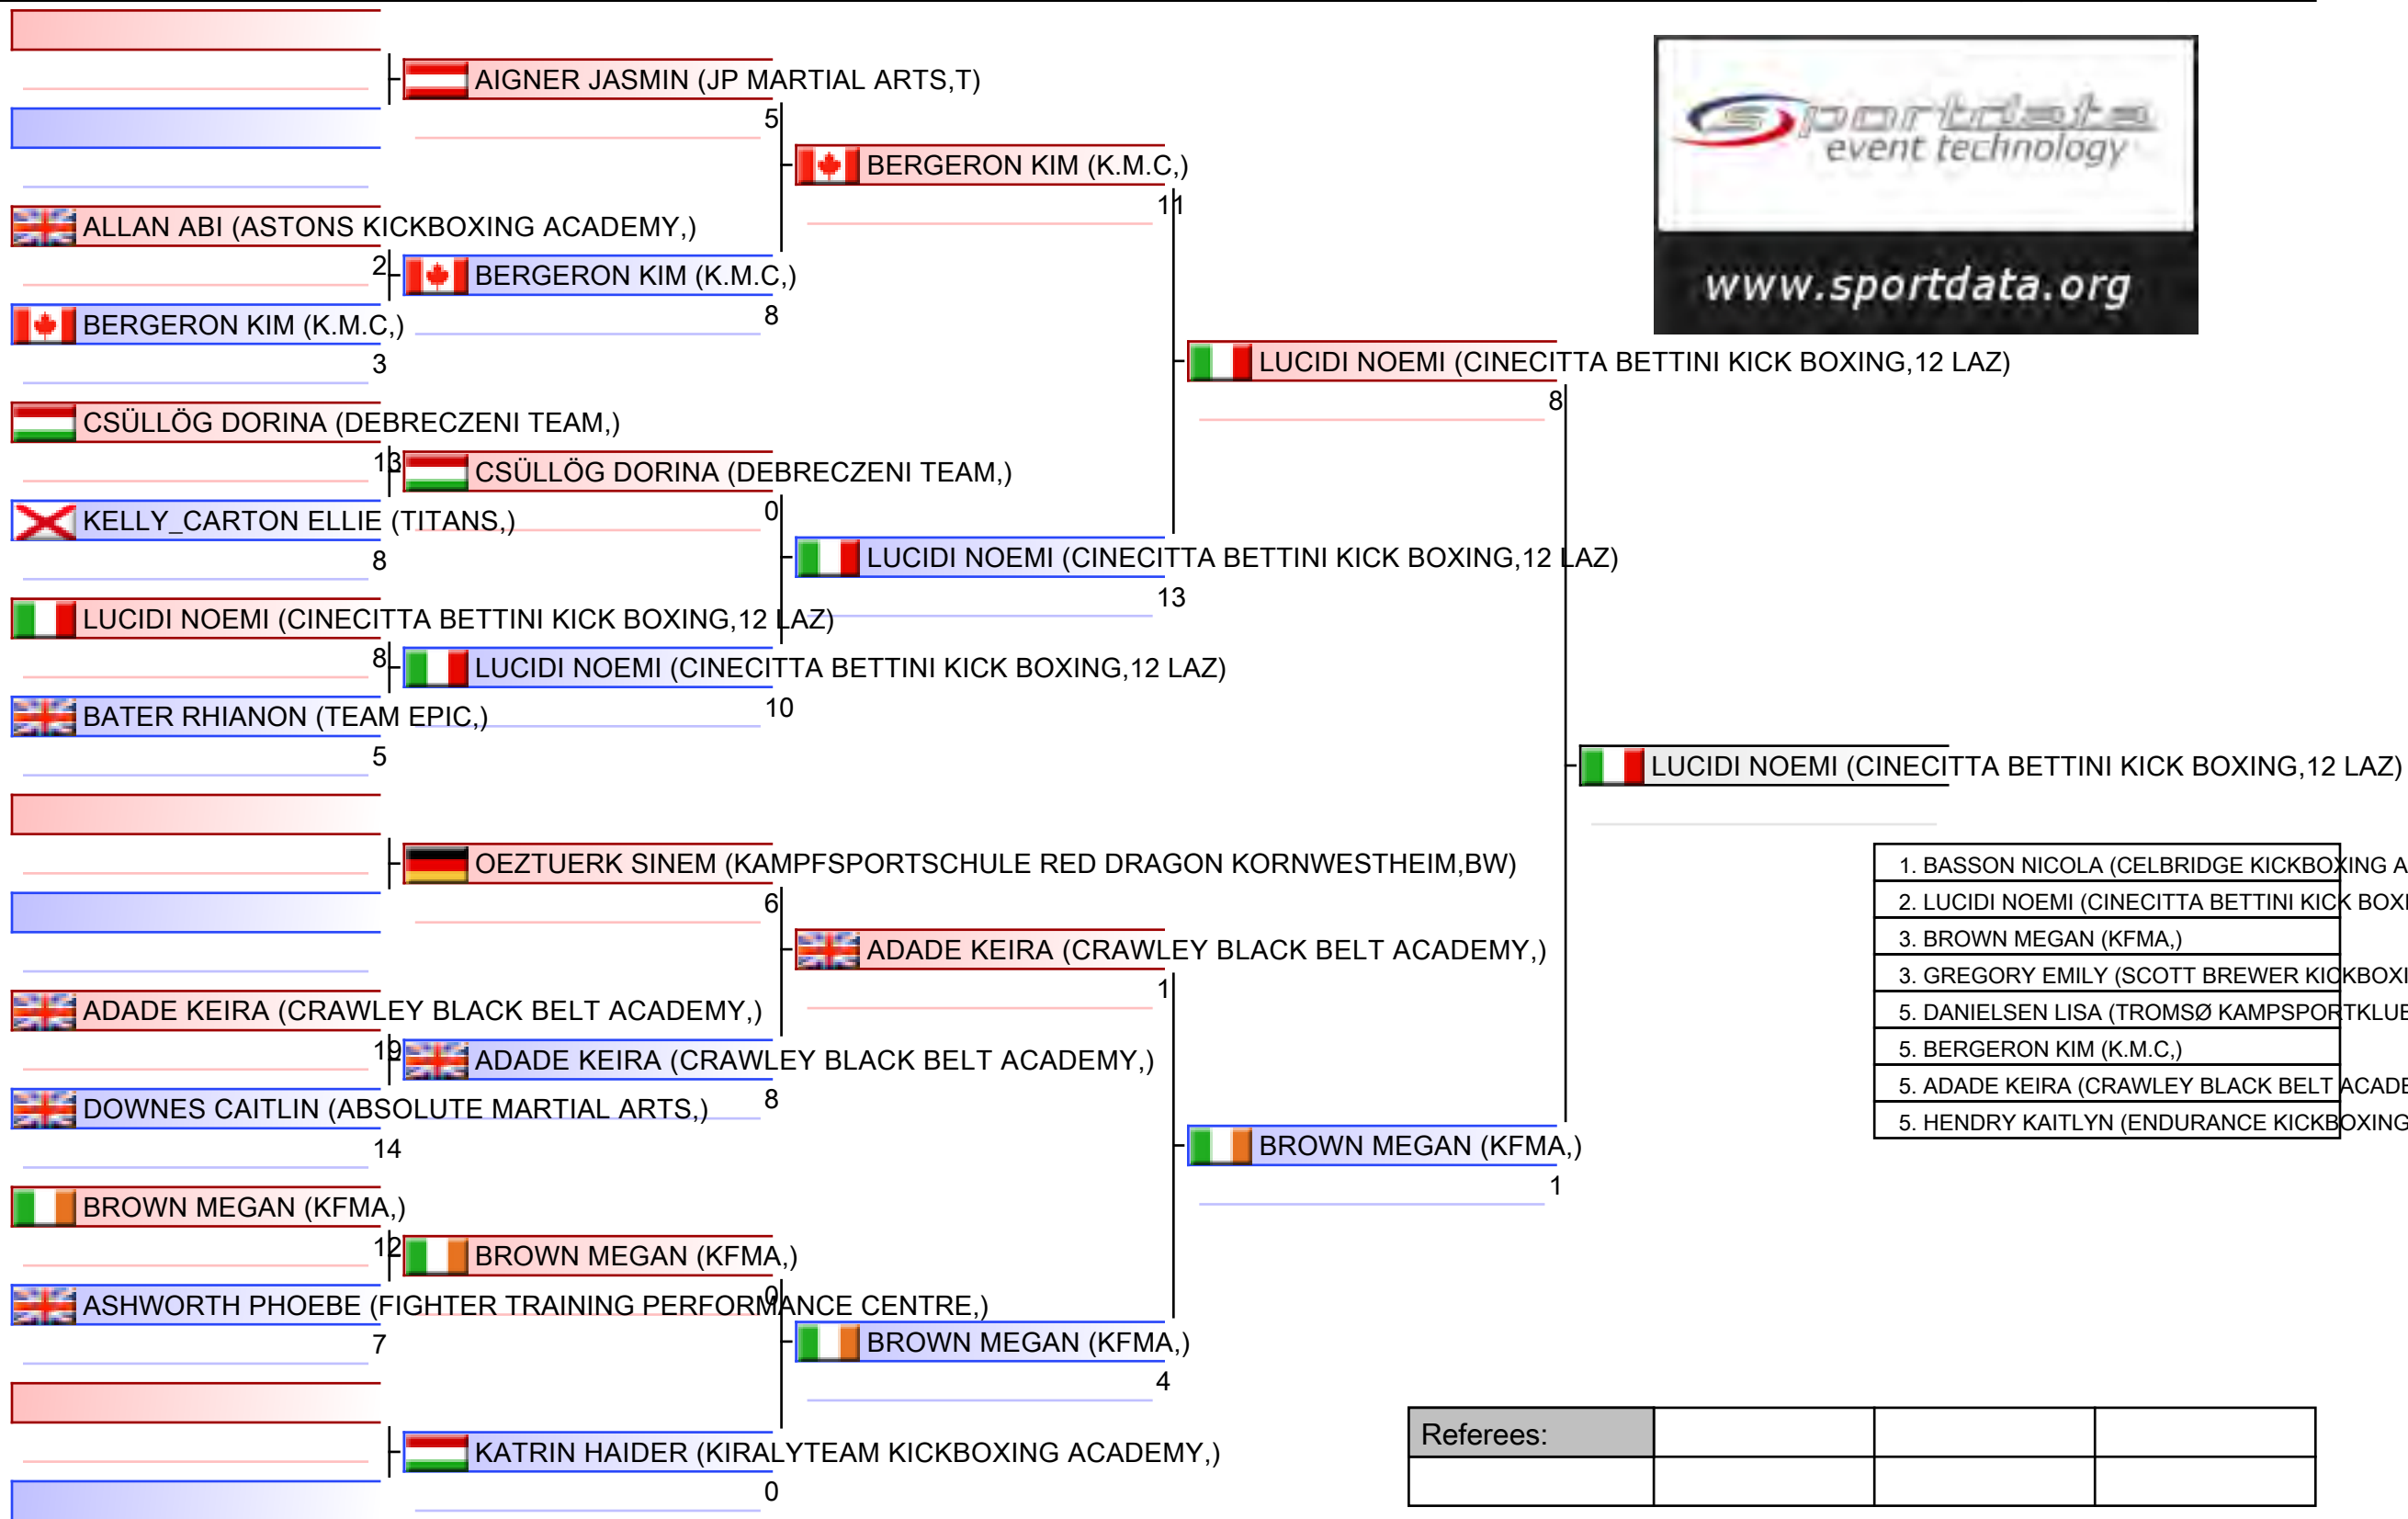 AIGNER JASMIN (JP MARTIAL ARTS,T)
5
BERGERON KIM (K.M.C,)
11
ALLAN ABI (ASTONS KICKBOXING ACADEMY,)
2
BERGERON KIM (K.M.C,)
8
BERGERON KIM (K.M.C,)
3
sportdata
event technology
www.sportdata.org
LUCIDI NOEMI (CINECITTA BETTINI KICK BOXING,12 LAZ)
8
CSÜLLÖG DORINA (DEBRECZENI TEAM,)
13
CSÜLLÖG DORINA (DEBRECZENI TEAM,)
0
KELLY_CARTON ELLIE (TITANS,)
8
LUCIDI NOEMI (CINECITTA BETTINI KICK BOXING,12 LAZ)
13
LUCIDI NOEMI (CINECITTA BETTINI KICK BOXING,12 LAZ)
8
LUCIDI NOEMI (CINECITTA BETTINI KICK BOXING,12 LAZ)
10
BATER RHIANON (TEAM EPIC,)
5
LUCIDI NOEMI (CINECITTA BETTINI KICK BOXING,12 LAZ)
OEZTUERK SINEM (KAMPFSPORTSCHULE RED DRAGON KORNWESTHEIM,BW)
6
ADADE KEIRA (CRAWLEY BLACK BELT ACADEMY,)
1
ADADE KEIRA (CRAWLEY BLACK BELT ACADEMY,)
19
ADADE KEIRA (CRAWLEY BLACK BELT ACADEMY,)
8
DOWNES CAITLIN (ABSOLUTE MARTIAL ARTS,)
14
BROWN MEGAN (KFMA,)
1
BROWN MEGAN (KFMA,)
12
BROWN MEGAN (KFMA,)
0
ASHWORTH PHOEBE (FIGHTER TRAINING PERFORMANCE CENTRE,)
7
BROWN MEGAN (KFMA,)
4
KATRIN HAIDER (KIRALYTEAM KICKBOXING ACADEMY,)
0
1. BASSON NICOLA (CELBRIDGE KICKBOXING A
2. LUCIDI NOEMI (CINECITTA BETTINI KICK BOXI
3. BROWN MEGAN (KFMA,)
3. GREGORY EMILY (SCOTT BREWER KICKBOXI
5. DANIELSEN LISA (TROMSØ KAMPSPORTKLUB
5. BERGERON KIM (K.M.C,)
5. ADADE KEIRA (CRAWLEY BLACK BELT ACADE
5. HENDRY KAITLYN (ENDURANCE KICKBOXING
Referees: